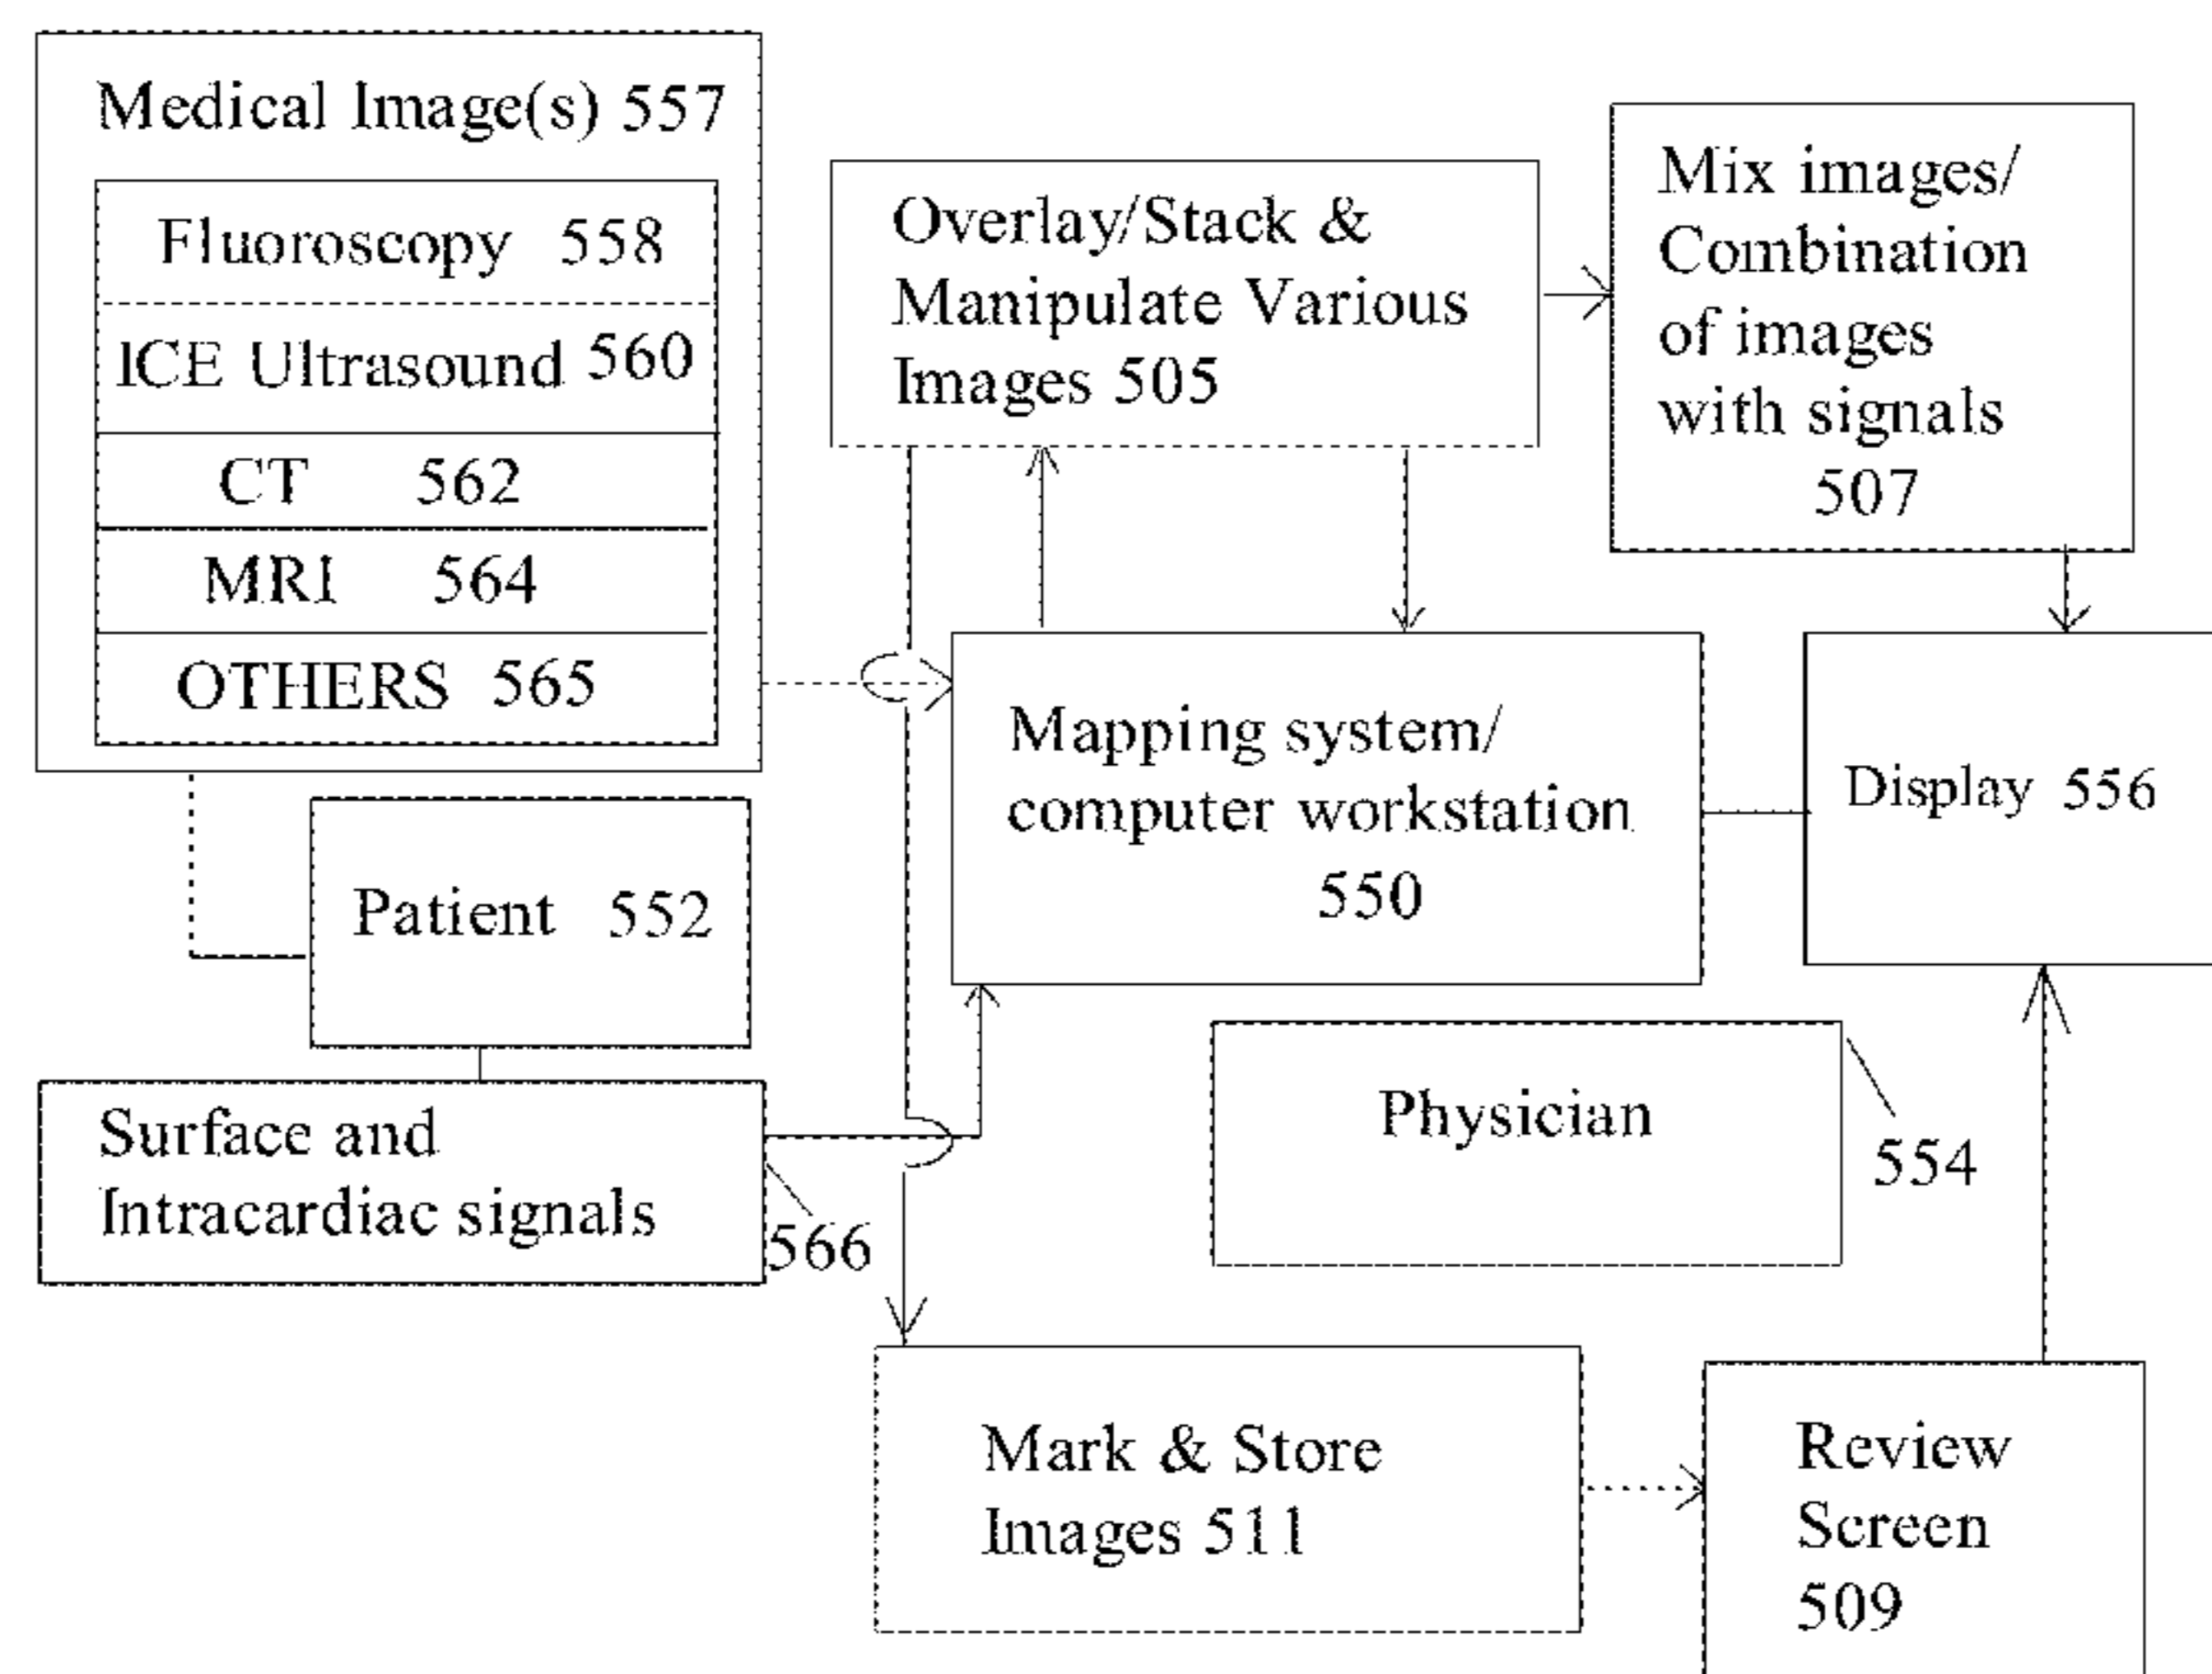 Medical Image(s) 557
Fluoroscopy 558
ICE Ultrasound 560
CT 562
MRI 564
OTHERS 565
Overlay/Stack &
Manipulate Various
Images 505
Mix images/
Combination
of images
with signals
507
Mapping system/
computer workstation
550
Display 556
Patient 552
Surface and
Intracardiac signals
566
Physician
554
Mark & Store
Images 511
Review
Screen
509